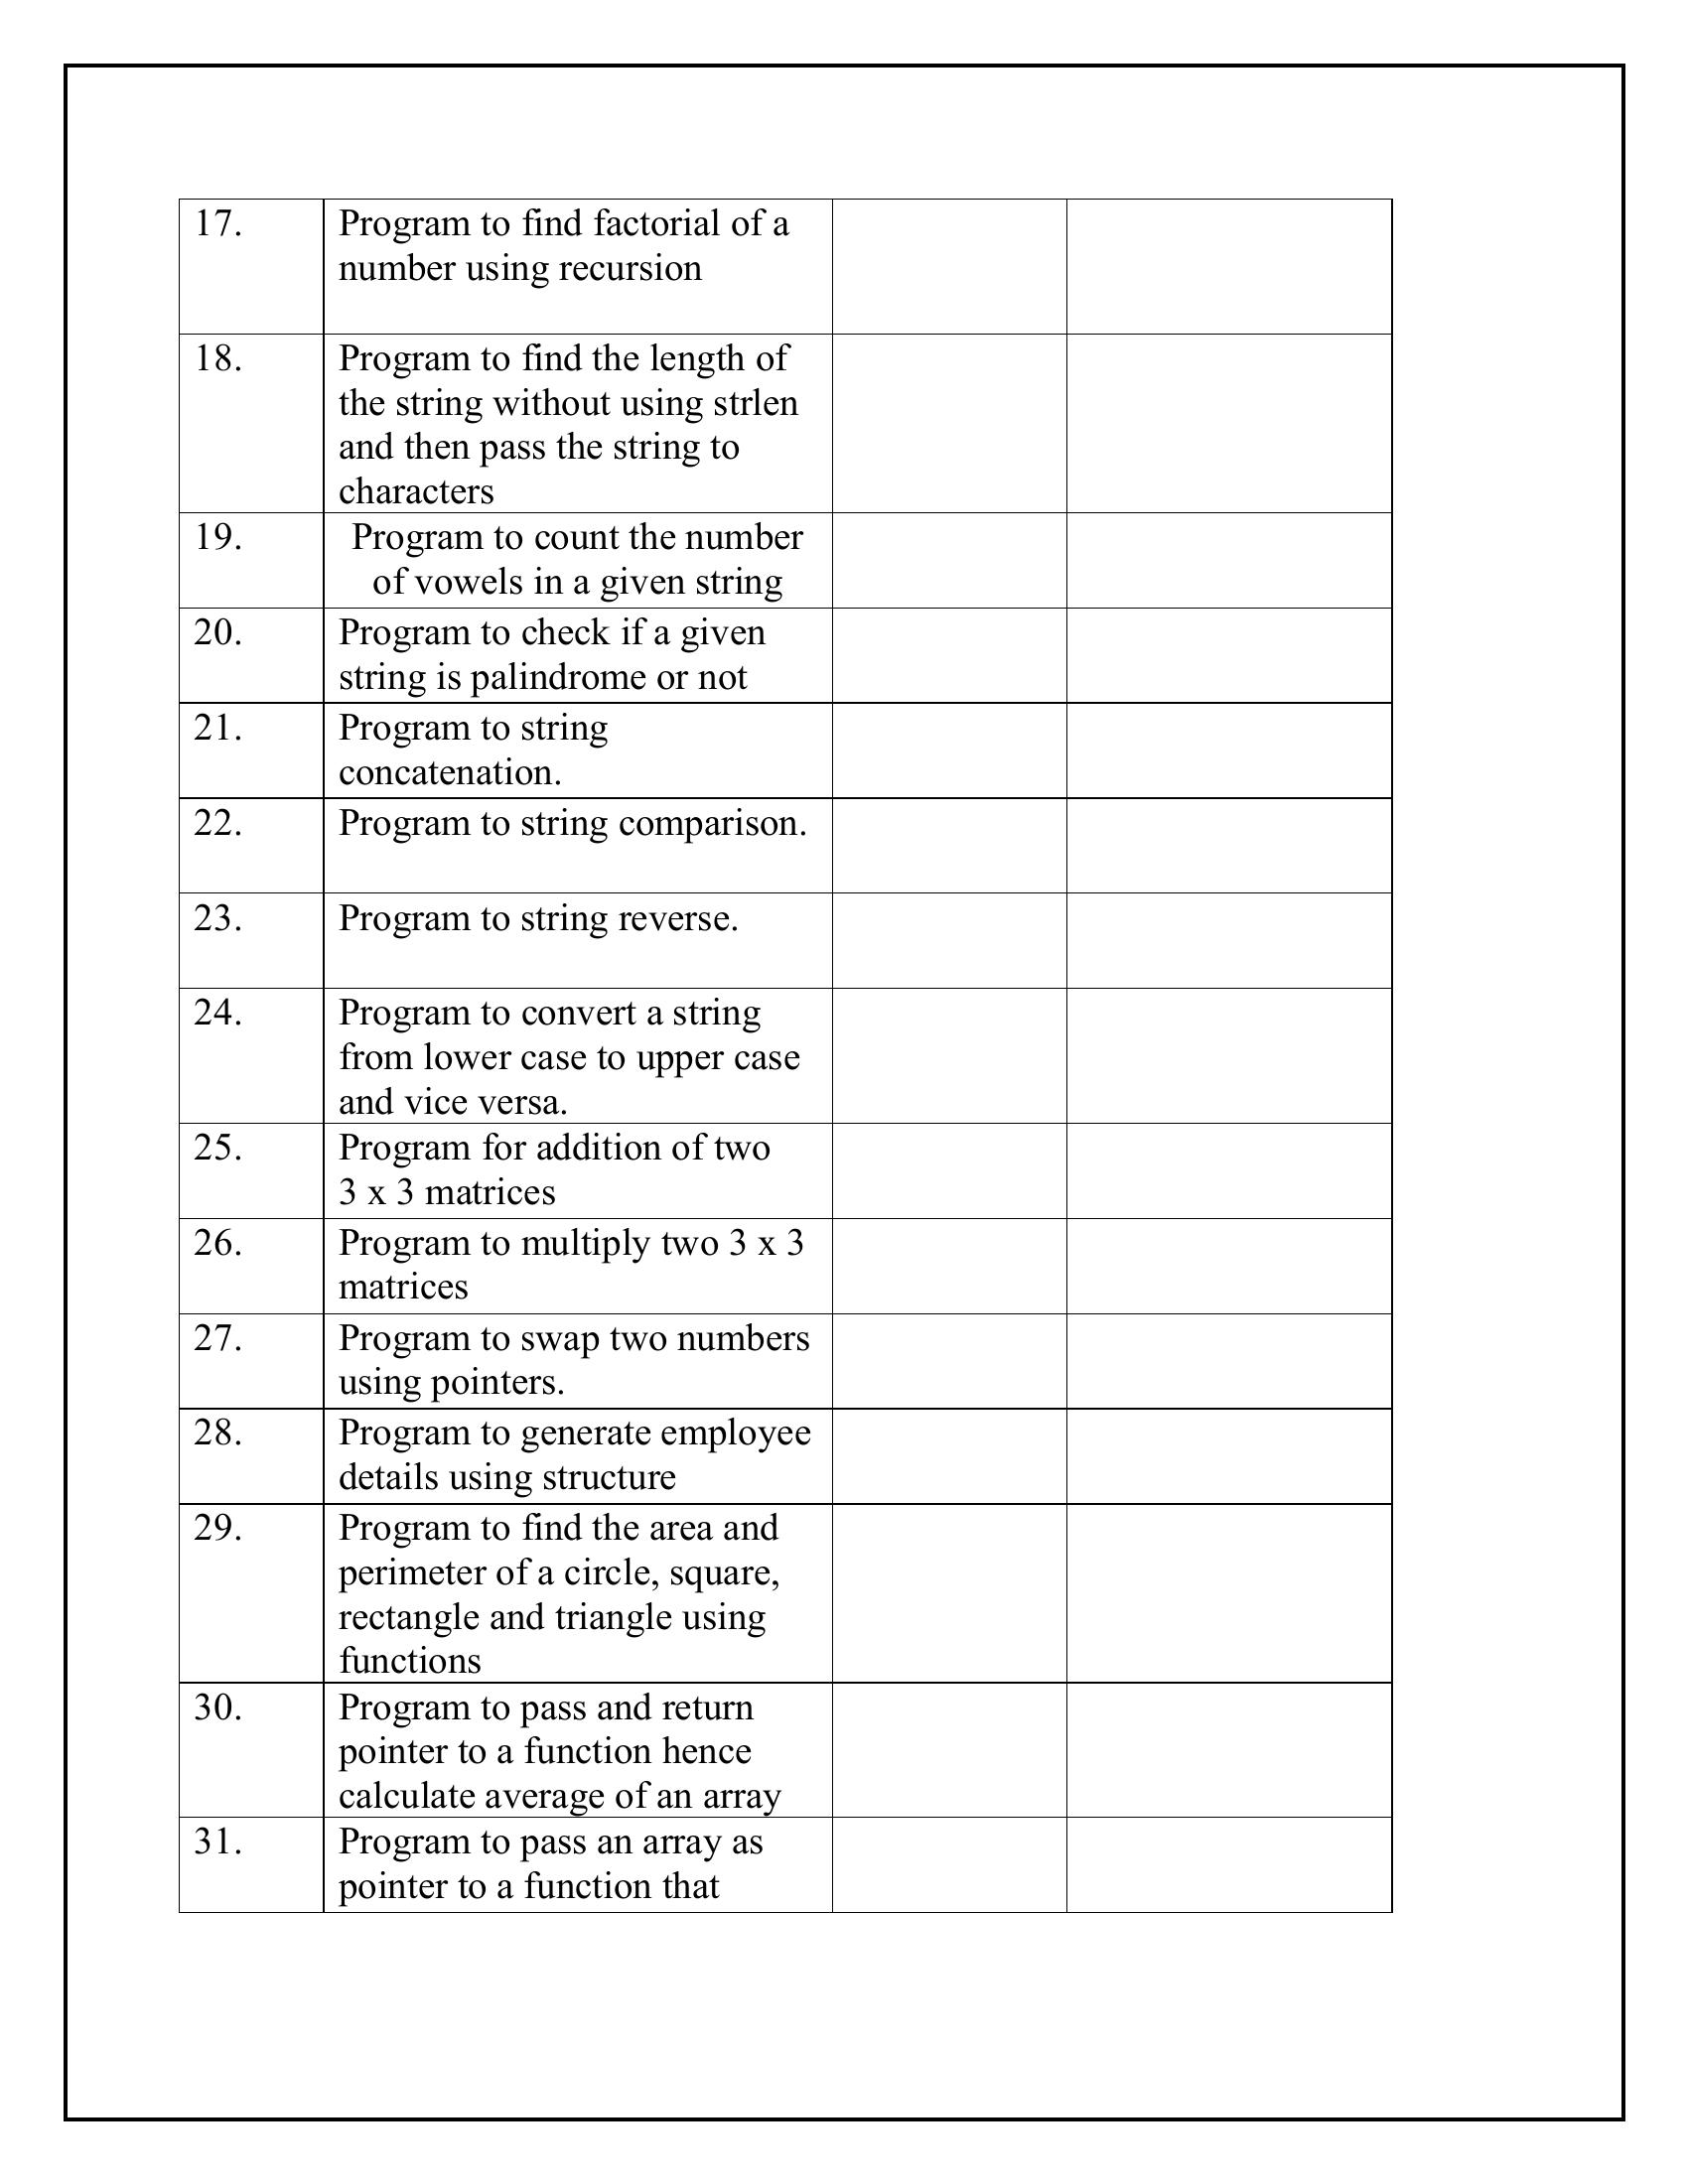 17. Program to find factorial of a
number using recursion
18. Program to find the length of
the string without using strlen
and then pass the string to
characters
19. Program to count the number
of vowels in a given string
20. Program to check if a given
string is palindrome or not
21. Program to string
concatenation.
22. Program to string comparison.
23. Program to string reverse.
24. Program to convert a string
from lower case to upper case
and vice versa.
25. Program for addition of two
3 x 3 matrices
26. Program to multiply two 3 x 3
matrices
27. Program to swap two numbers
using pointers.
28. Program to generate employee
details using structure
29. Program to find the area and
perimeter of a circle, square,
rectangle and triangle using
functions
30. Program to pass and return
pointer to a function hence
calculate average of an array
31. Program to pass an array as
pointer to a function that